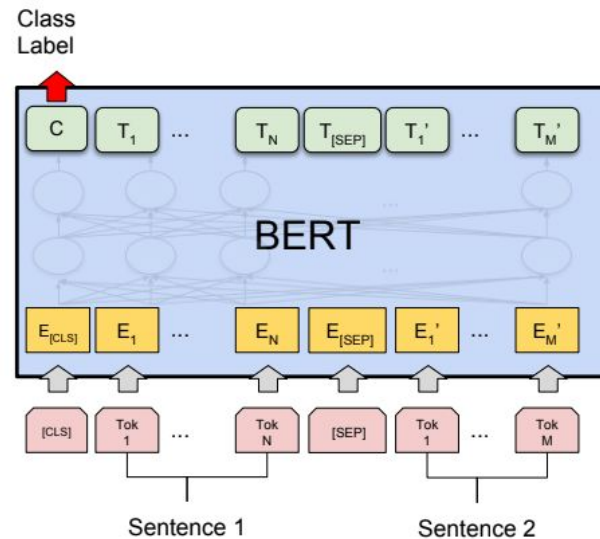 Class
Label
C T1 ... TN T[SEP] T1' ... TM'
...
BERT
...
E[CLS] E1 ... EN E[SEP] E1' ... EM'
[CLS] Tok 1 ... Tok N [SEP] Tok 1 ... Tok M
Sentence 1 Sentence 2